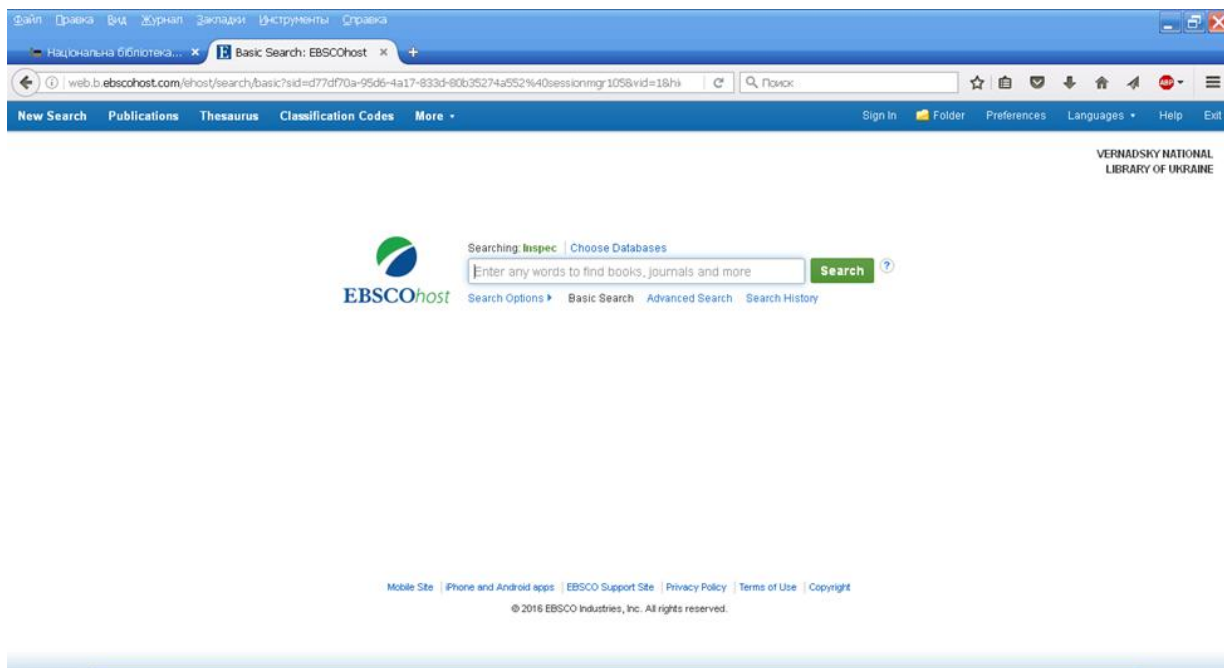 Файл Правка Вид Журнал Закладки Инструменты Справка
Національна бібліотека... × Basic Search: EBSCOhost × +
web.b.ebscohost.com/ehost/search/basic?sid=d77df70a-95d6-4a17-833d-80b35274a552%40sessionmgr105&vid=1&hi Поиск ABP
New Search Publications Thesaurus Classification Codes More Sign In Folder Preferences Languages Help Exit
VERNADSKY NATIONAL
LIBRARY OF UKRAINE
Searching: Inspec Choose Databases
Enter any words to find books, journals and more Search ?
EBSCOhost Search Options Basic Search Advanced Search Search History
Mobile Site iPhone and Android apps EBSCO Support Site Privacy Policy Terms of Use Copyright
© 2016 EBSCO Industries, Inc. All rights reserved.